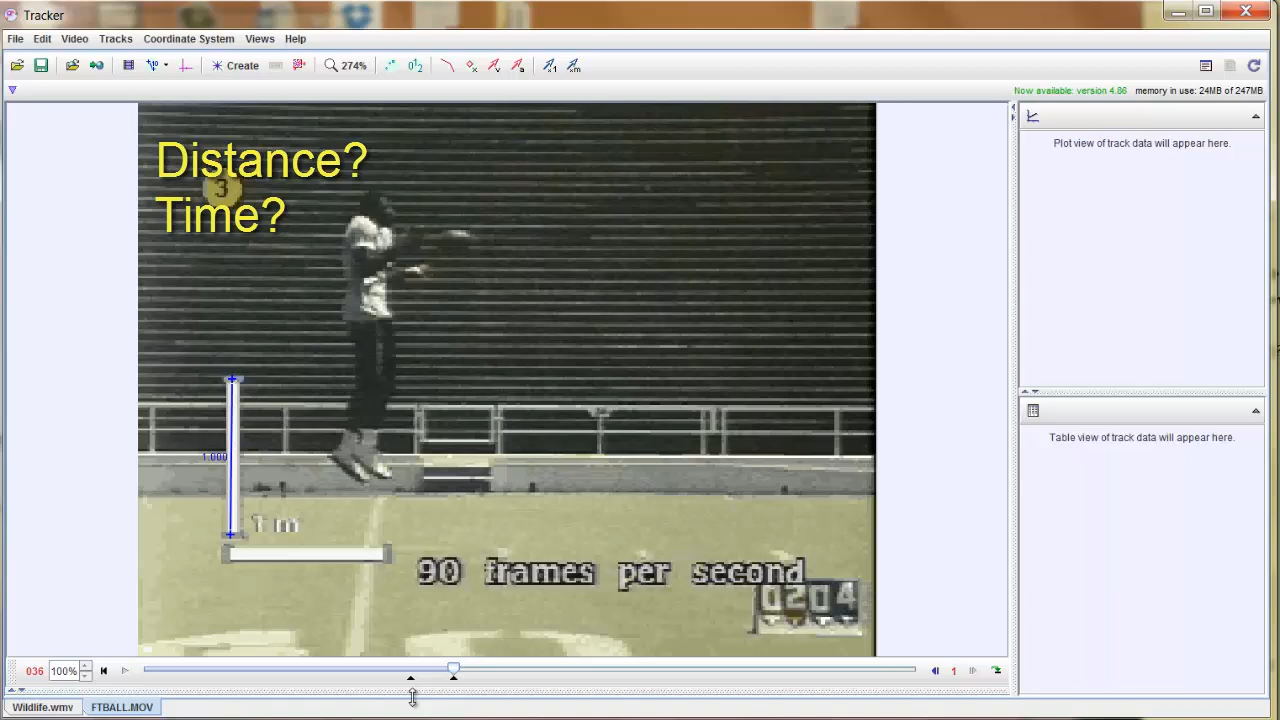 Tracker
File Edit Video Tracks Coordinate System Views Help
Create 274%
Now available: version 4.86 memory in use: 24MB of 247MB
Distance?
3
Time?
Plot view of track data will appear here.
Table view of track data will appear here.
1.000
1 m
90 frames per second
0204
036 100% 1
Wildlife.wmv FTBALL.MOV